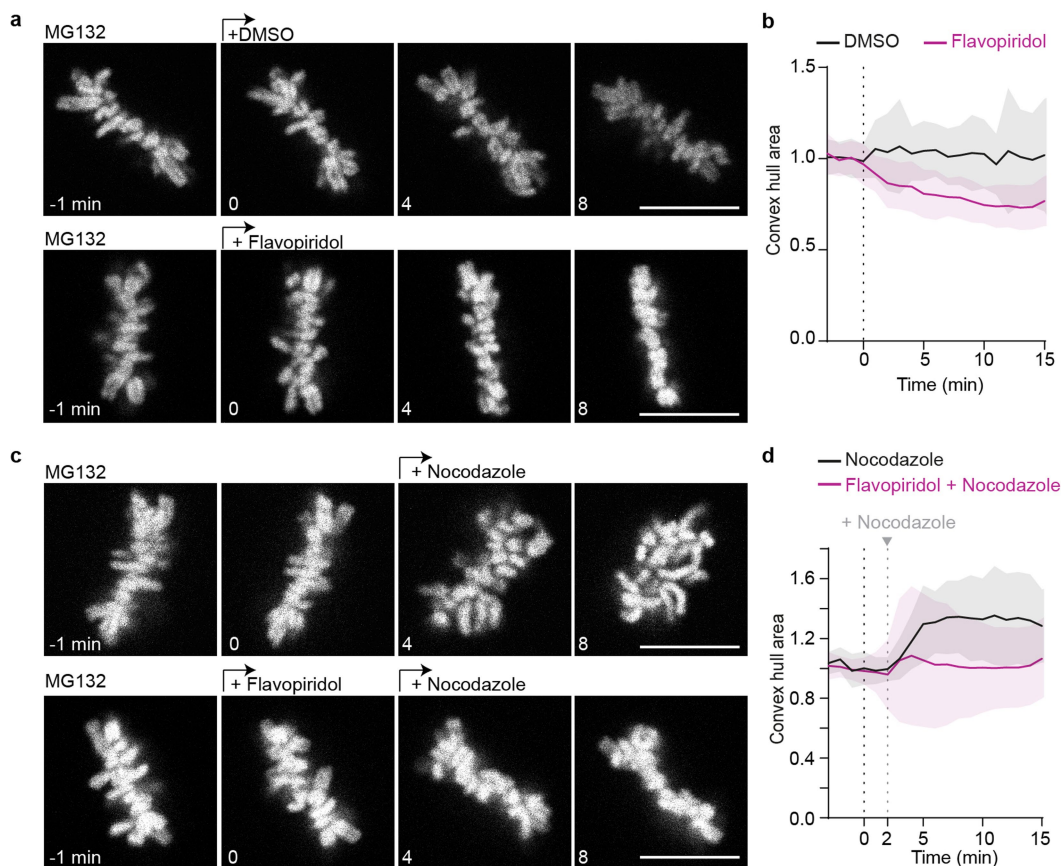 a
MG132
+DMSO
-1 min
0
4
8
MG132
+ Flavopiridol
-1 min
0
4
8
b
DMSO
Flavopiridol
1.5
1.0
0.5
0.0
Convex hull area
0
5
10
15
Time (min)
c
MG132
+ Nocodazole
-1 min
0
4
8
MG132
+ Flavopiridol
+ Nocodazole
-1 min
0
4
8
d
Nocodazole
Flavopiridol + Nocodazole
+ Nocodazole
1.6
1.2
0.8
0.4
0.0
Convex hull area
0
2
5
10
15
Time (min)